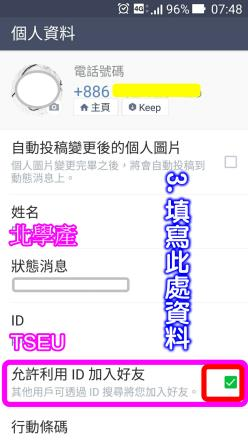 4G 96% 07:48
個人資料
電話號碼
+886
主頁 Keep
自動投稿變更後的個人圖片
個人圖片變更完畢之後，將會自動投稿到
動態消息上。
3. 填寫此處資料
姓名
北學產
狀態消息
ID
TSEU
允許利用 ID 加入好友
其他用戶可透過 ID 搜尋將您加入好友。
行動條碼